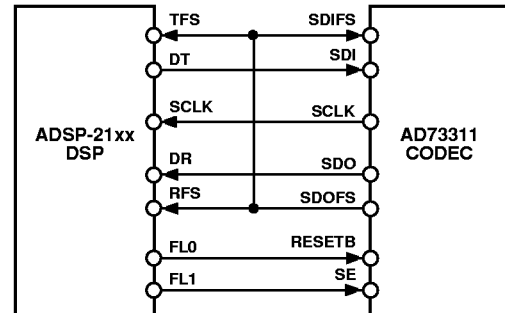 TFS SDIFS
DT SDI
SCLK SCLK
ADSP-21xx
DSP
AD73311
CODEC
DR SDO
RFS SDOFS
FL0 RESETB
FL1 SE